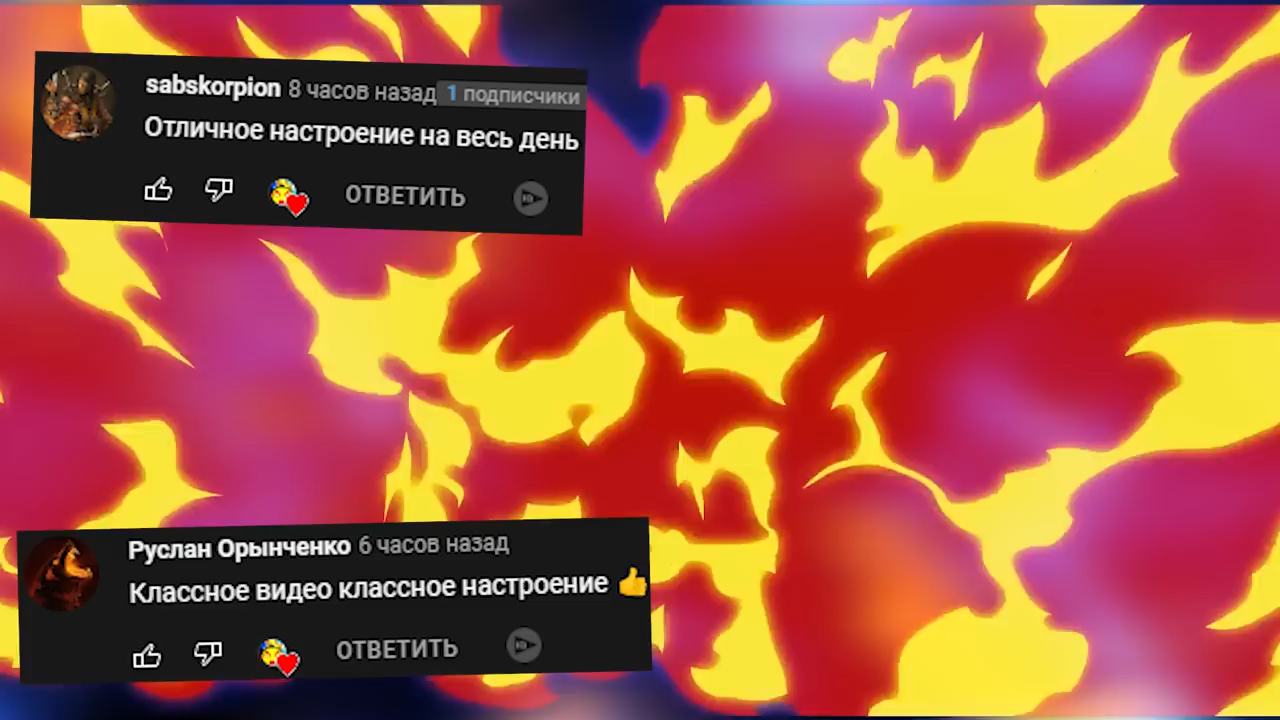 sabskorpion 8 часов назад 1 подписчики
Отличное настроение на весь день
ОТВЕТИТЬ
Руслан Орынченко 6 часов назад
Классное видео классное настроение 👍
ОТВЕТИТЬ